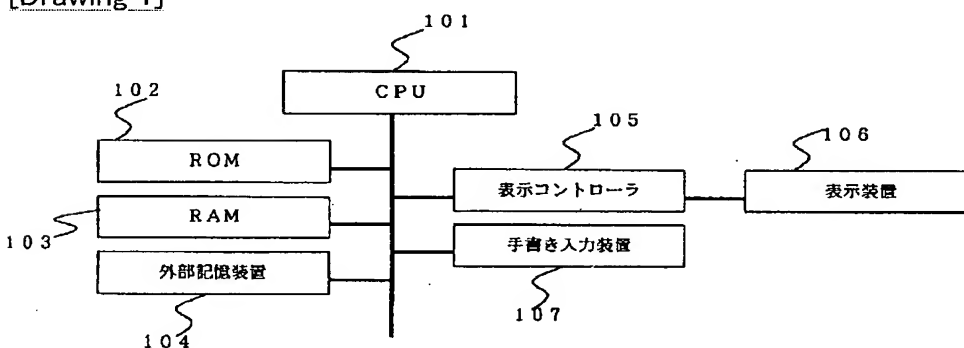 [Drawing 1]
101
CPU
102
ROM
105
106
表示コントローラ
表示装置
RAM
103
手書き入力装置
外部記憶装置
107
104